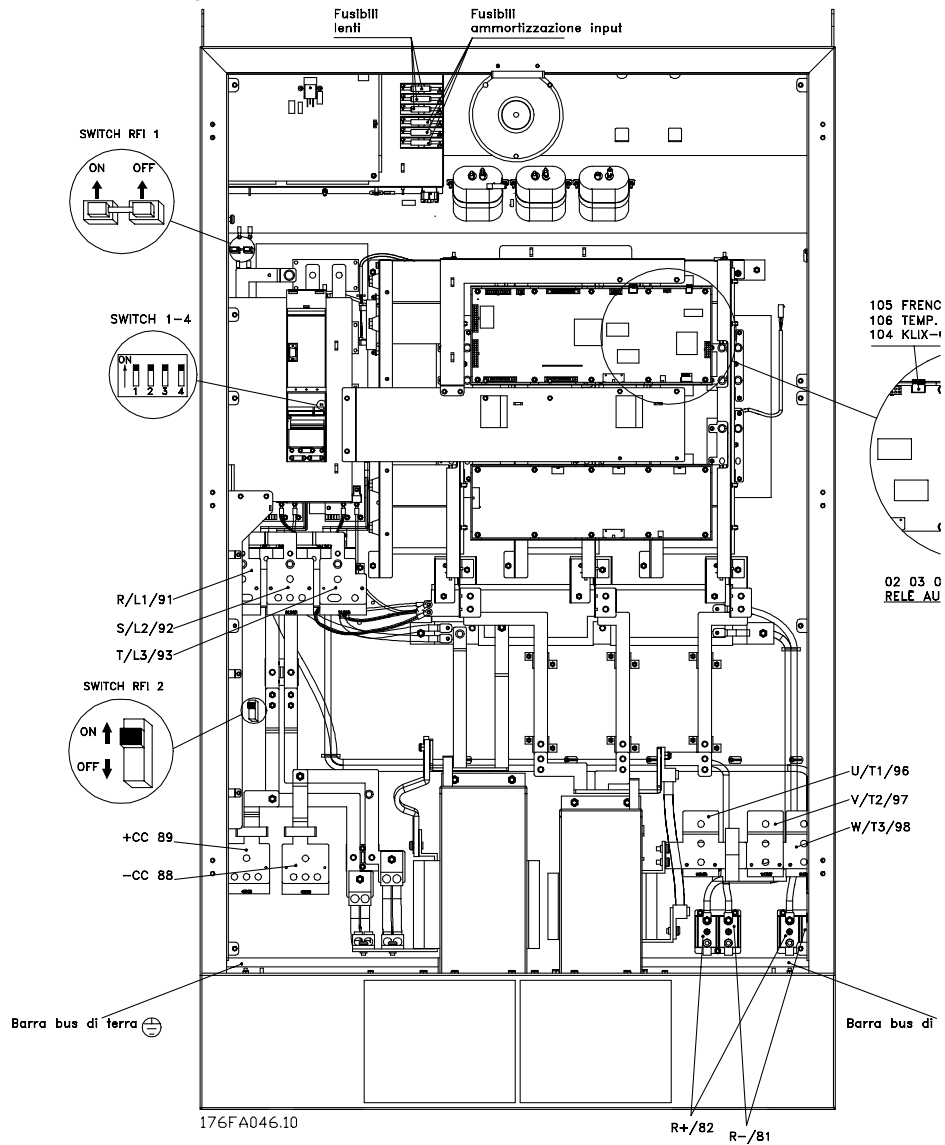 Fusibili
lenti
Fusibili
ammortizzazione input
SWITCH RFI 1
ON OFF
SWITCH 1-4
ON
1 2 3 4
105 FRENC
106 TEMP.
104 KLIX-
R/L1/91
S/L2/92
T/L3/93
02 03 0
RELÈ AU
SWITCH RFI 2
ON
OFF
U/T1/96
V/T2/97
W/T3/98
+CC 89
-CC 88
Barra bus di terra
Barra bus di
176FA046.10
R+/82 R-/81